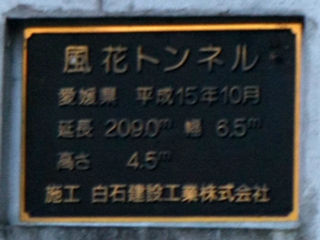 風花トンネル
愛媛県 平成15年10月
延長 209.0m 幅 6.5m
高さ 4.5m
施工 白石建設工業株式会社